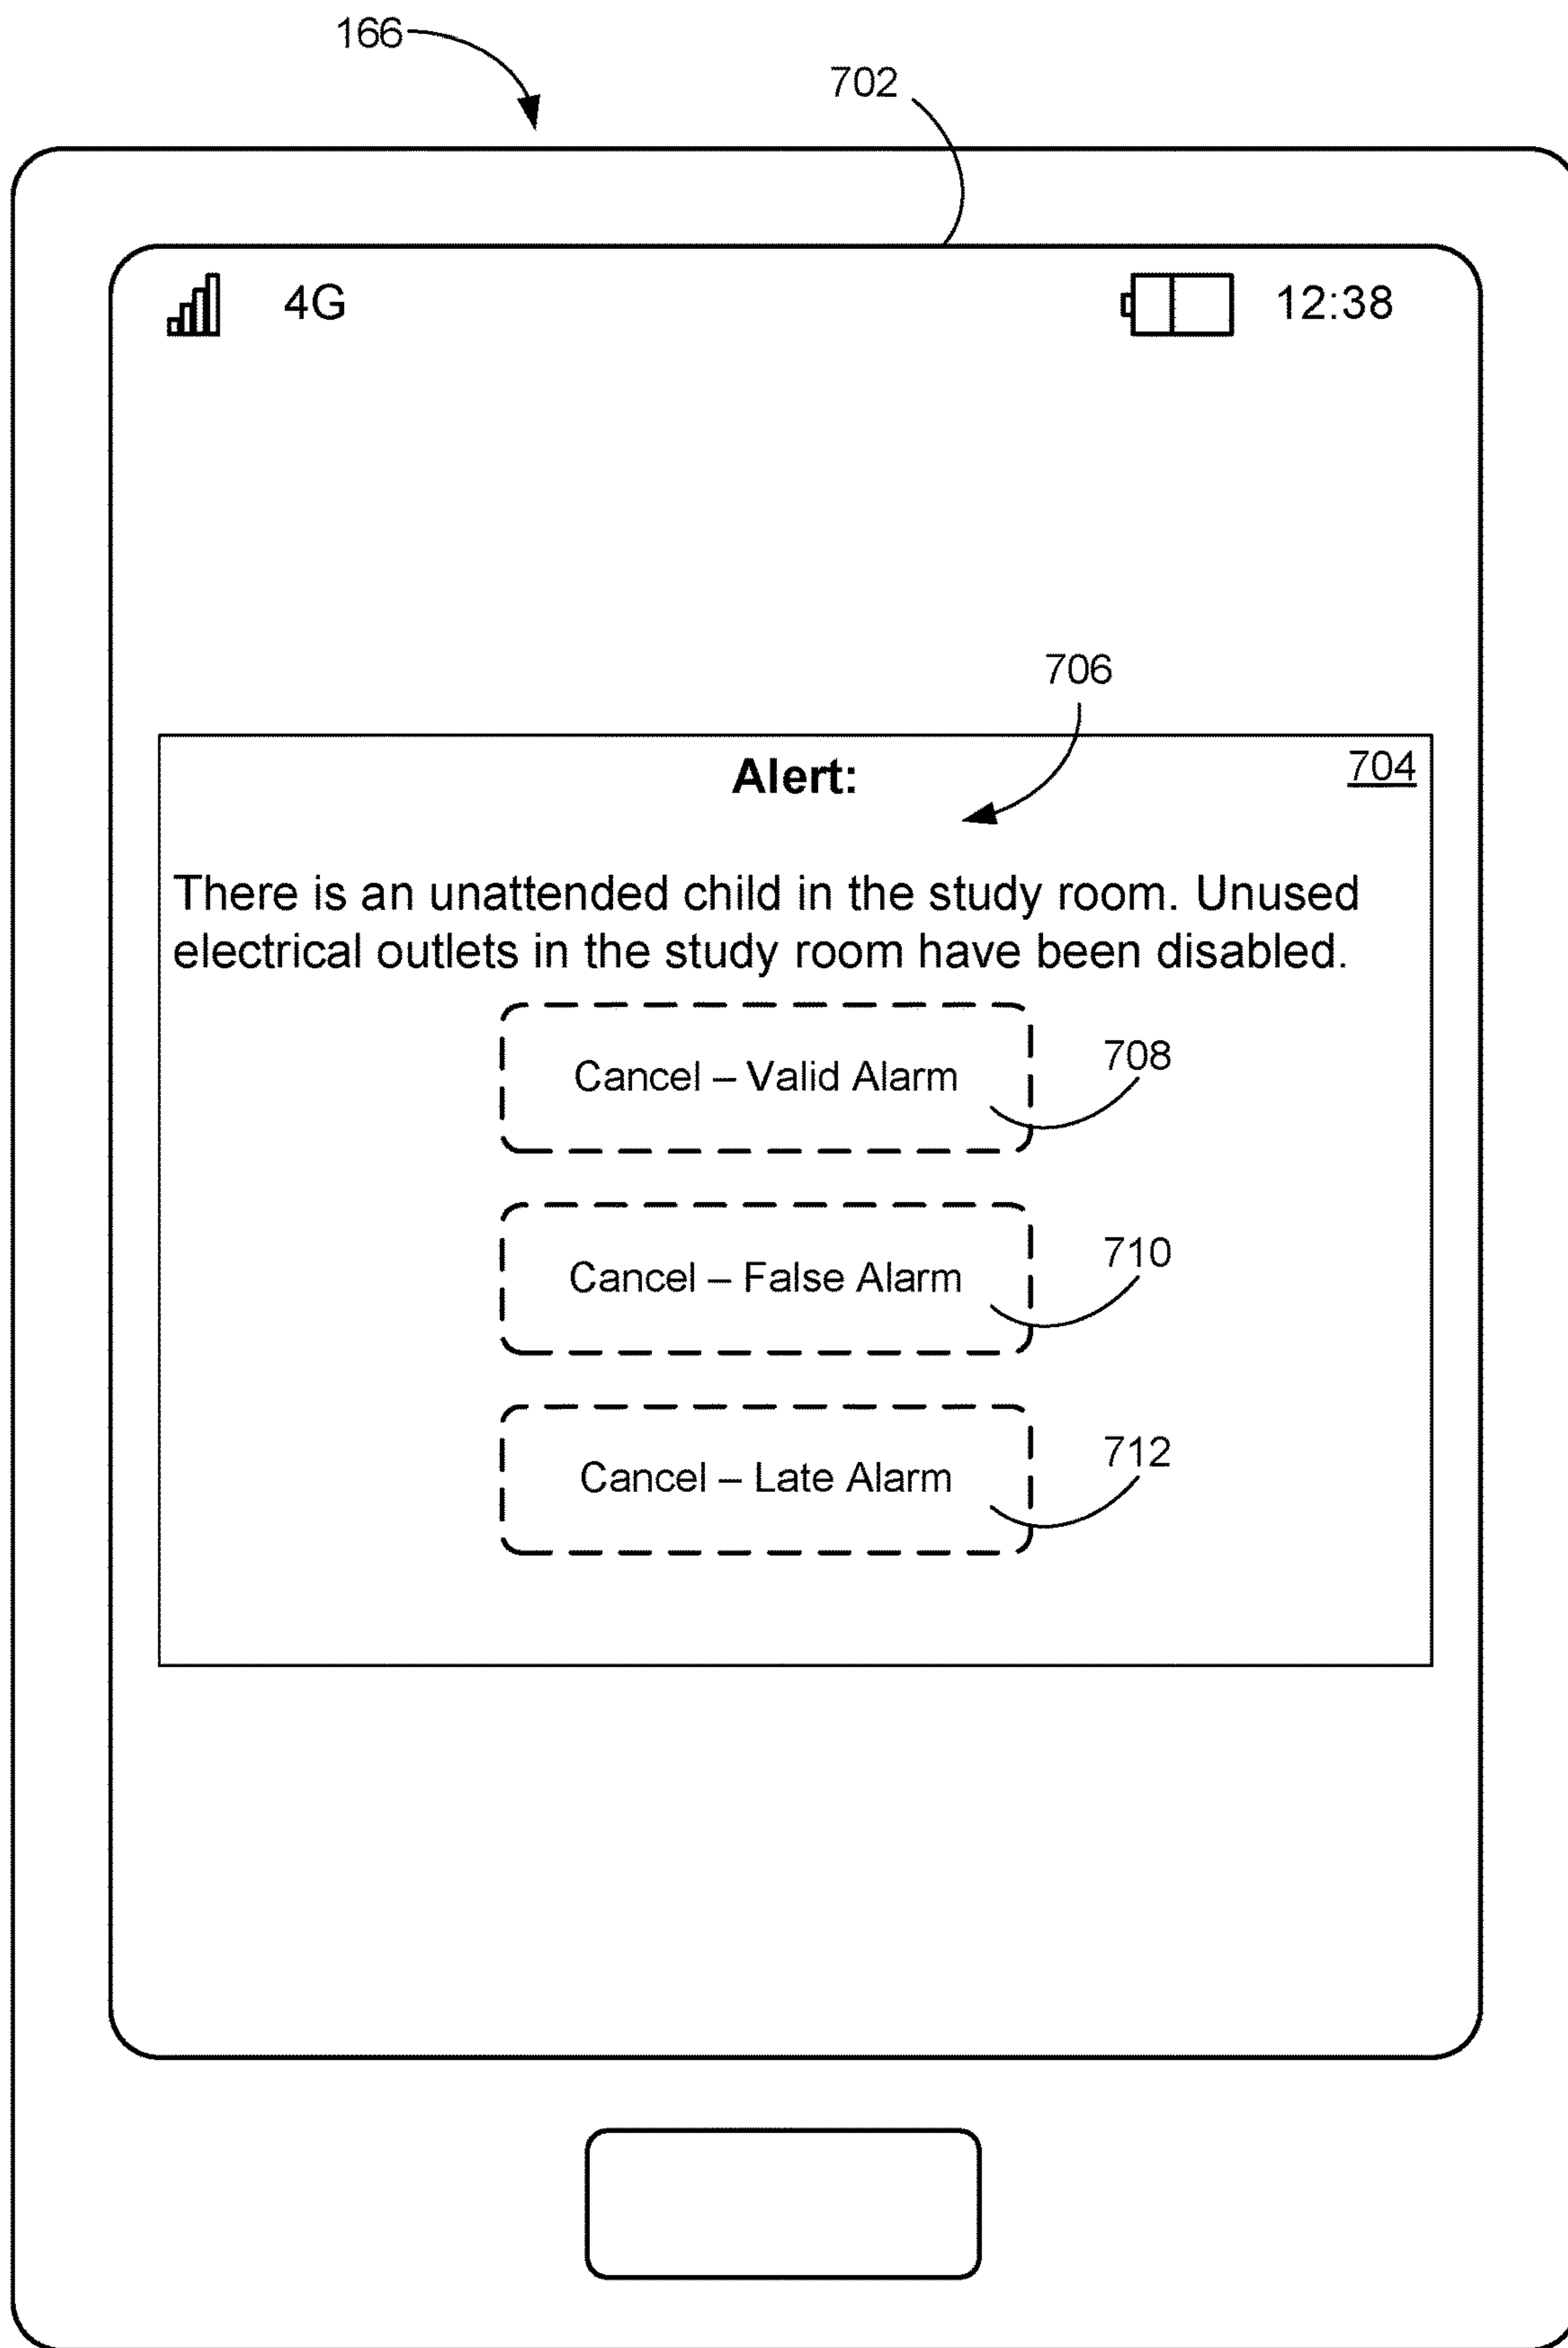 166
702
4G 12:38
706
Alert: 704
There is an unattended child in the study room. Unused
electrical outlets in the study room have been disabled.
Cancel – Valid Alarm 708
Cancel – False Alarm 710
Cancel – Late Alarm 712